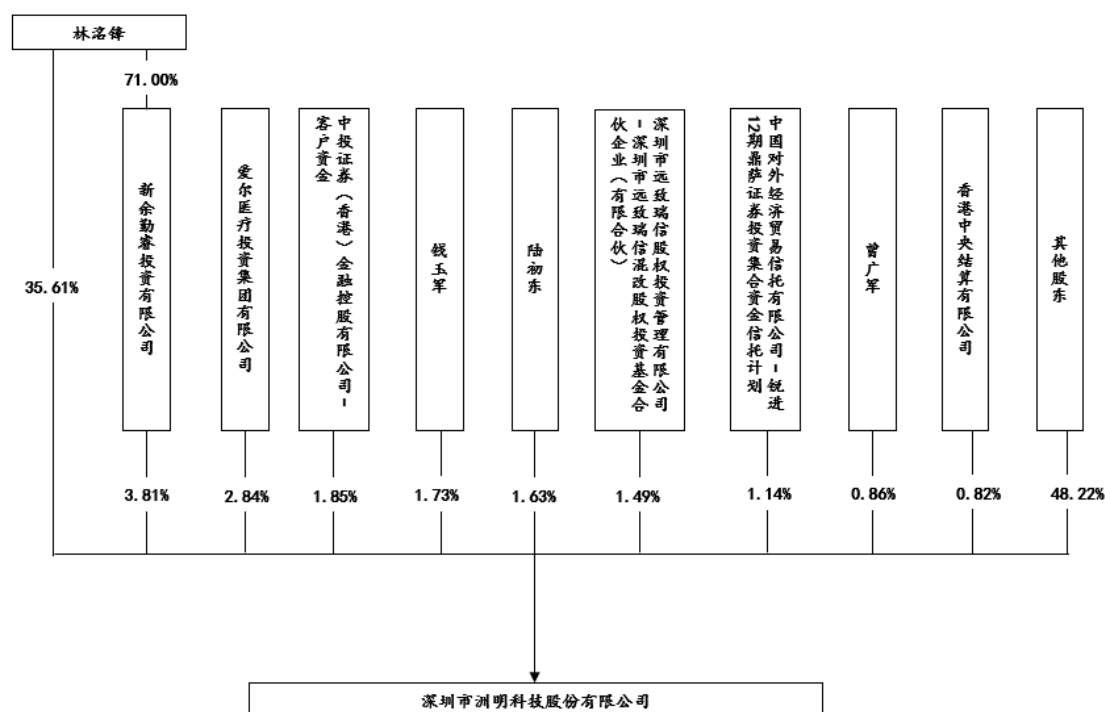 林洺锋
71.00%
35.61%
新余勤睿投资有限公司
爱尔医疗投资集团有限公司
中投证券（香港）金融控股有限公司-
客户资金
钱玉军
陆初东
深圳市远致瑞信股权投资管理有限公司
-深圳市远致瑞信混改股权投资基金合
伙企业（有限合伙）
中国对外经济贸易信托有限公司-锐进
12期鼎萨证券投资集合资金信托计划
曾广军
香港中央结算有限公司
其他股东
3.81%
2.84%
1.85%
1.73%
1.63%
1.49%
1.14%
0.86%
0.82%
48.22%
深圳市洲明科技股份有限公司